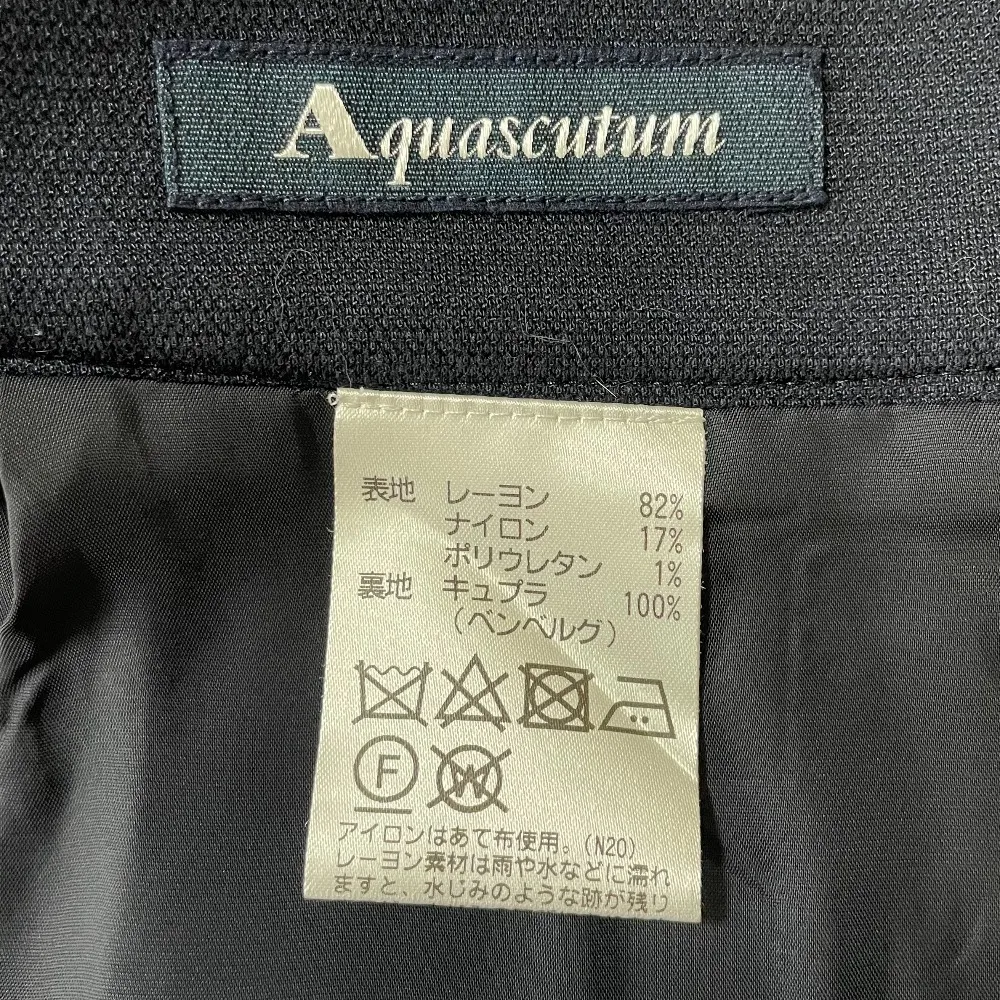 Aquascutum
表地 レーヨン 82%
ナイロン 17%
ポリウレタン 1%
裏地 キュプラ 100%
(ベンベルグ)
F W
アイロンはあて布使用。(N20)
レーヨン素材は雨や水などに濡れ
ますと、水じみのような跡が残り